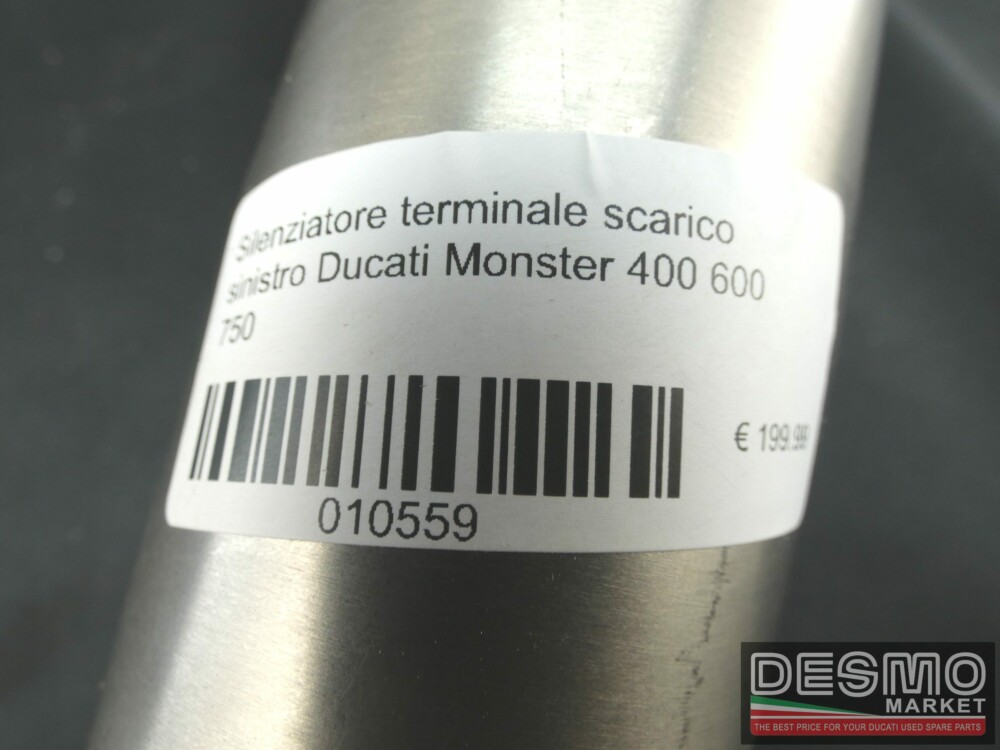 Silenziatore terminale scarico
sinistro Ducati Monster 400 600
750
€ 199.99
010559
DESMO
MARKET
THE BEST PRICE FOR YOUR DUCATI USED SPARE PARTS